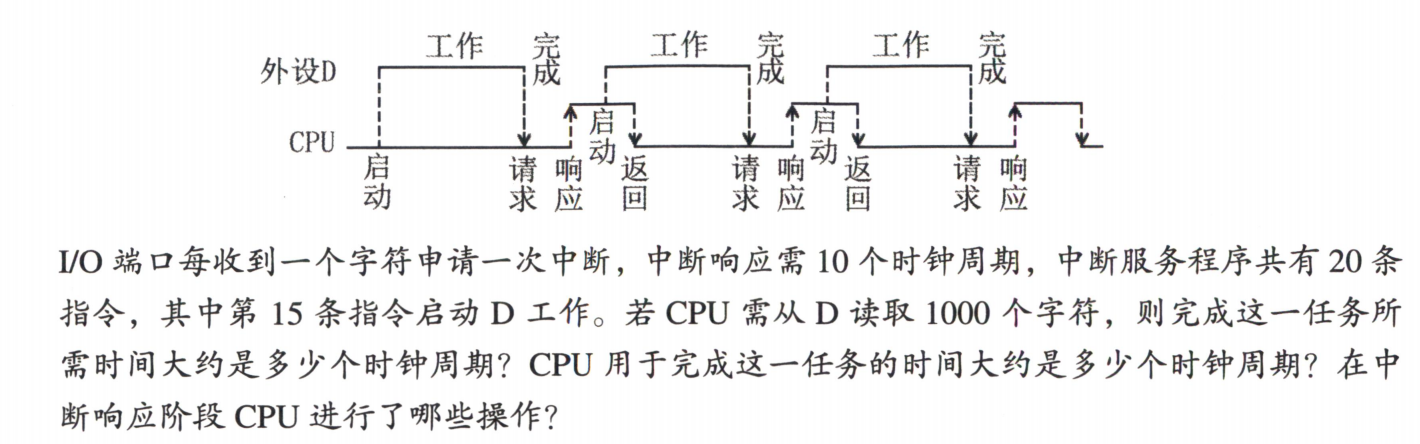 工作 完成 工作 完成 工作 完成
外设D
CPU
启动 请求 响应 启动 返回 请求 响应 启动 返回 请求 响应
I/O 端口每收到一个字符申请一次中断，中断响应需 10 个时钟周期，中断服务程序共有 20 条
指令，其中第 15 条指令启动 D 工作。若 CPU 需从 D 读取 1000 个字符，则完成这一任务所
需时间大约是多少个时钟周期？CPU 用于完成这一任务的时间大约是多少个时钟周期？在中
断响应阶段 CPU 进行了哪些操作？